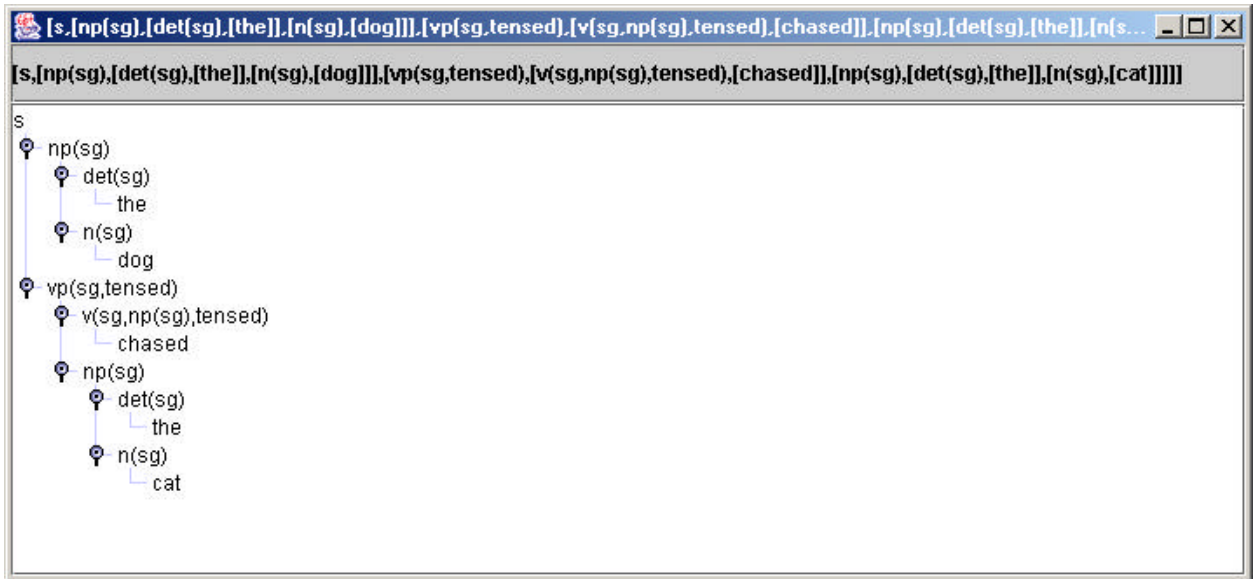 [s,[np(sg),[det(sg),[the]],[n(sg),[dog]]],[vp(sg,tensed),[v(sg,np(sg),tensed),[chased]],[np(sg),[det(sg),[the]],[n(s...
[s,[np(sg),[det(sg),[the]],[n(sg),[dog]]],[vp(sg,tensed),[v(sg,np(sg),tensed),[chased]],[np(sg),[det(sg),[the]],[n(sg),[cat]]]]]
s
np(sg)
det(sg)
the
n(sg)
dog
vp(sg,tensed)
v(sg,np(sg),tensed)
chased
np(sg)
det(sg)
the
n(sg)
cat